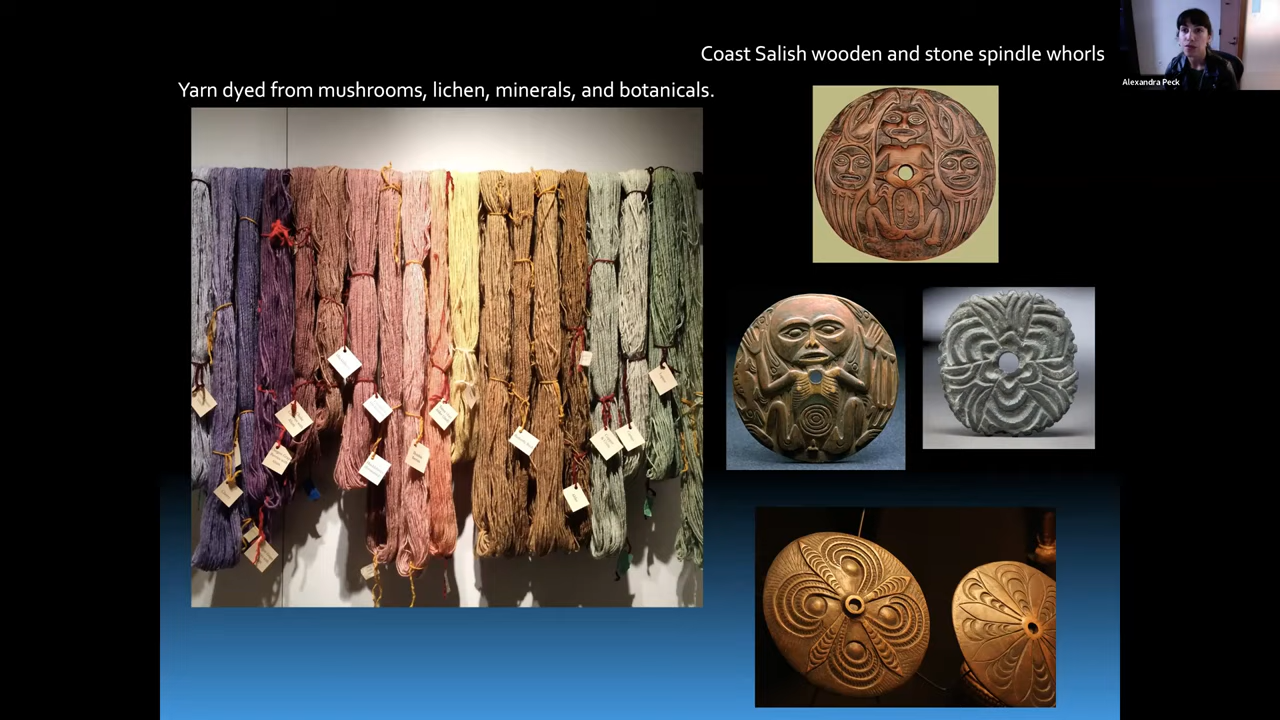 Coast Salish wooden and stone spindle whorls
Yarn dyed from mushrooms, lichen, minerals, and botanicals.
Alexandra Peck